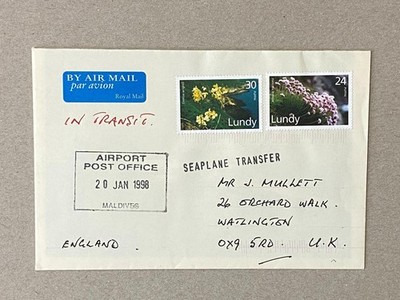 BY AIR MAIL
par avion
Royal Mail
30
Lundy
24
Lundy
IN TRANSIT.
AIRPORT
POST OFFICE
20 JAN 1998
MALDIVES
SEAPLANE TRANSFER
MR J. MULLETT
26 ORCHARD WALK.
WATLINGTON
OX9 5RD. U.K.
ENGLAND.